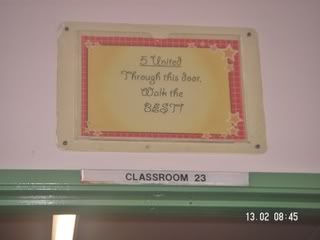 5 United
Through this door,
Walk the
BEST!
CLASSROOM 23
13.02 08:45